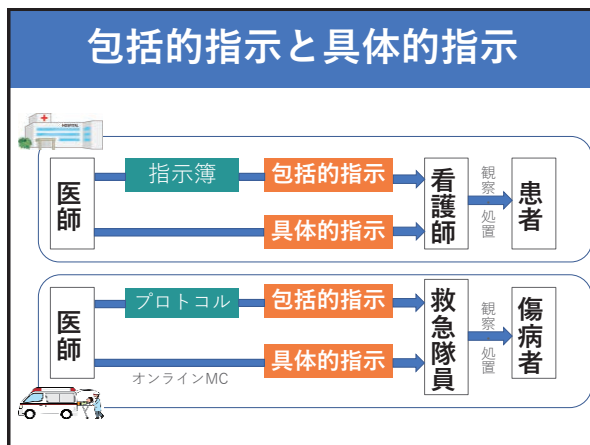 包括的指示と具体的指示
HOSPITAL
医師
指示簿
包括的指示
具体的指示
看護師
観察
処置
患者
医師
プロトコル
包括的指示
具体的指示
オンラインMC
救急隊員
観察
処置
傷病者